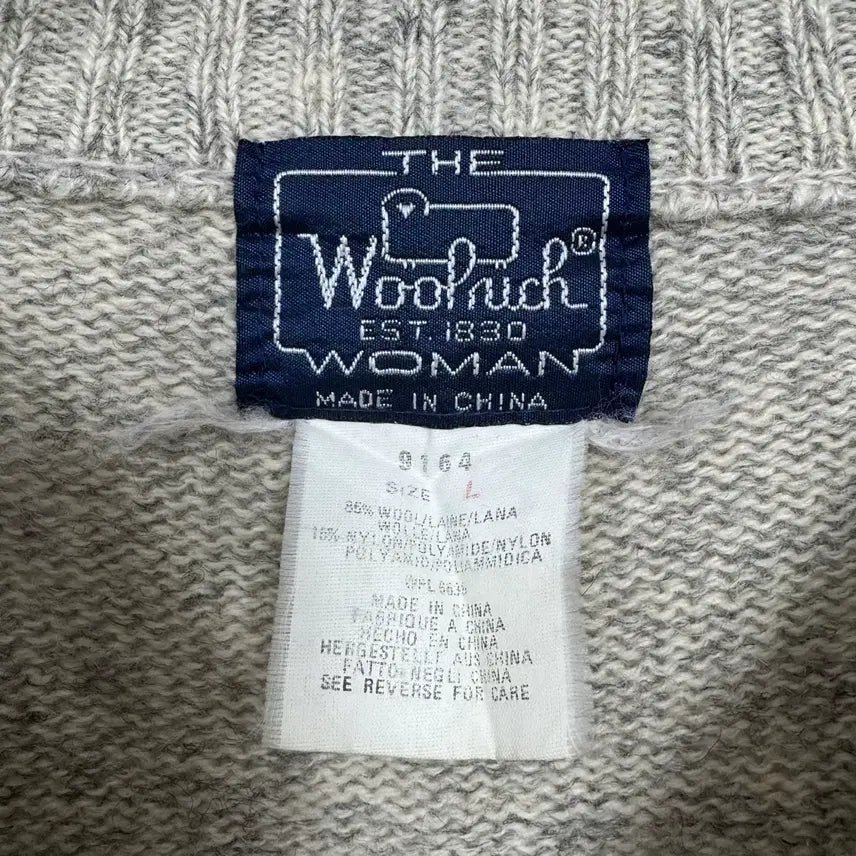 THE
Woolrich®
EST. 1830
WOMAN
MADE IN CHINA
9164
SIZE L
85% WOOL/LAINE/LANA
WOLLE/LANA
15% NYLON/POLYAMIDE/NYLON
POLYAMID/POLIAMMIDICA
WPL 6635
MADE IN CHINA
FABRIQUE A CHINA
HECHO EN CHINA
HERGESTELLT AUS CHINA
FATTO-NEGLI CHINA
SEE REVERSE FOR CARE